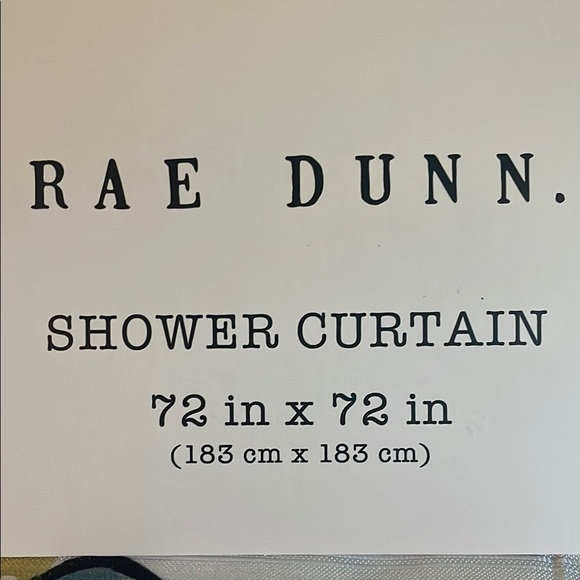 RAE DUNN.
SHOWER CURTAIN
72 in x 72 in
(183 cm x 183 cm)